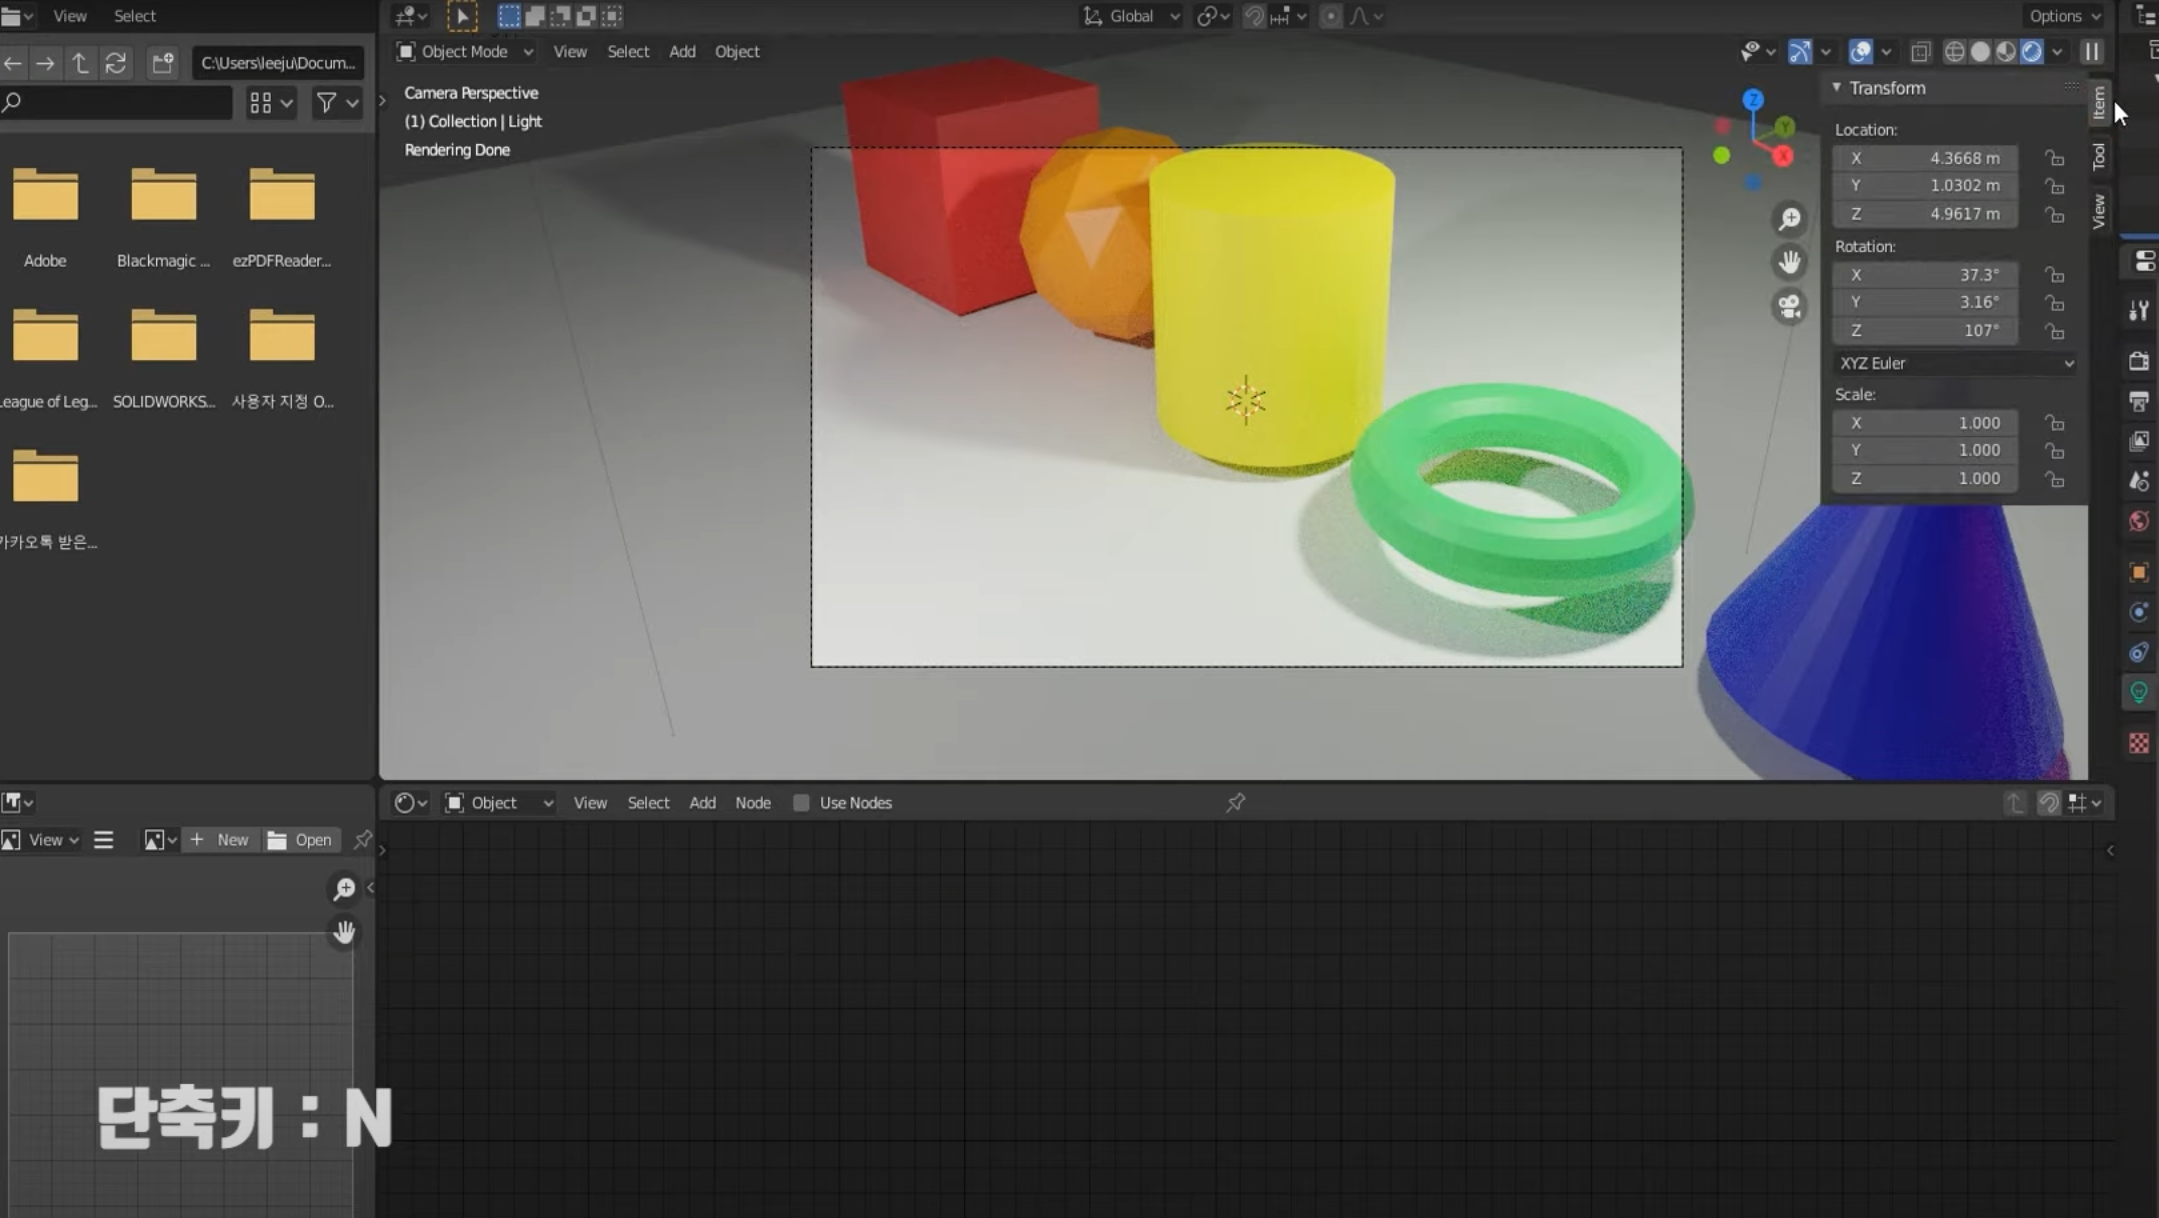 View Select
Global
Options
C:\Users\leeju\Docum...
Object Mode View Select Add Object
Camera Perspective
(1) Collection | Light
Rendering Done
Adobe
Blackmagic ...
ezPDFReader...
League of Leg...
SOLIDWORKS...
사용자 지정 O...
카카오톡 받은...
Z
Y
X
Transform
Location:
X 4.3668 m
Y 1.0302 m
Z 4.9617 m
Rotation:
X 37.3°
Y 3.16°
Z 107°
XYZ Euler
Scale:
X 1.000
Y 1.000
Z 1.000
Item
Tool
View
Object View Select Add Node Use Nodes
View + New Open
단축키 : N